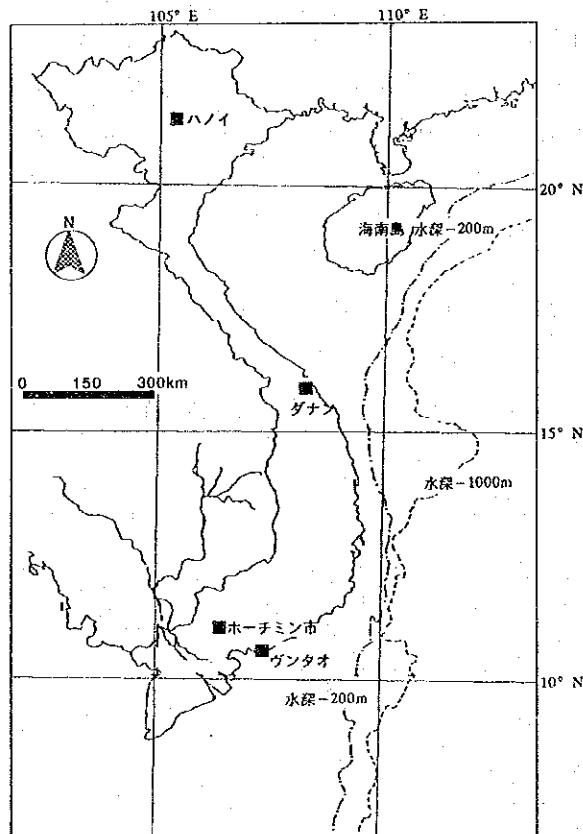 105° E
110° E
ハノイ
20° N
海南島 水深-200m
N
0 150 300km
ダナン
15° N
水深-1000m
ホーチミン市
ヴンタオ
水深-200m
10° N